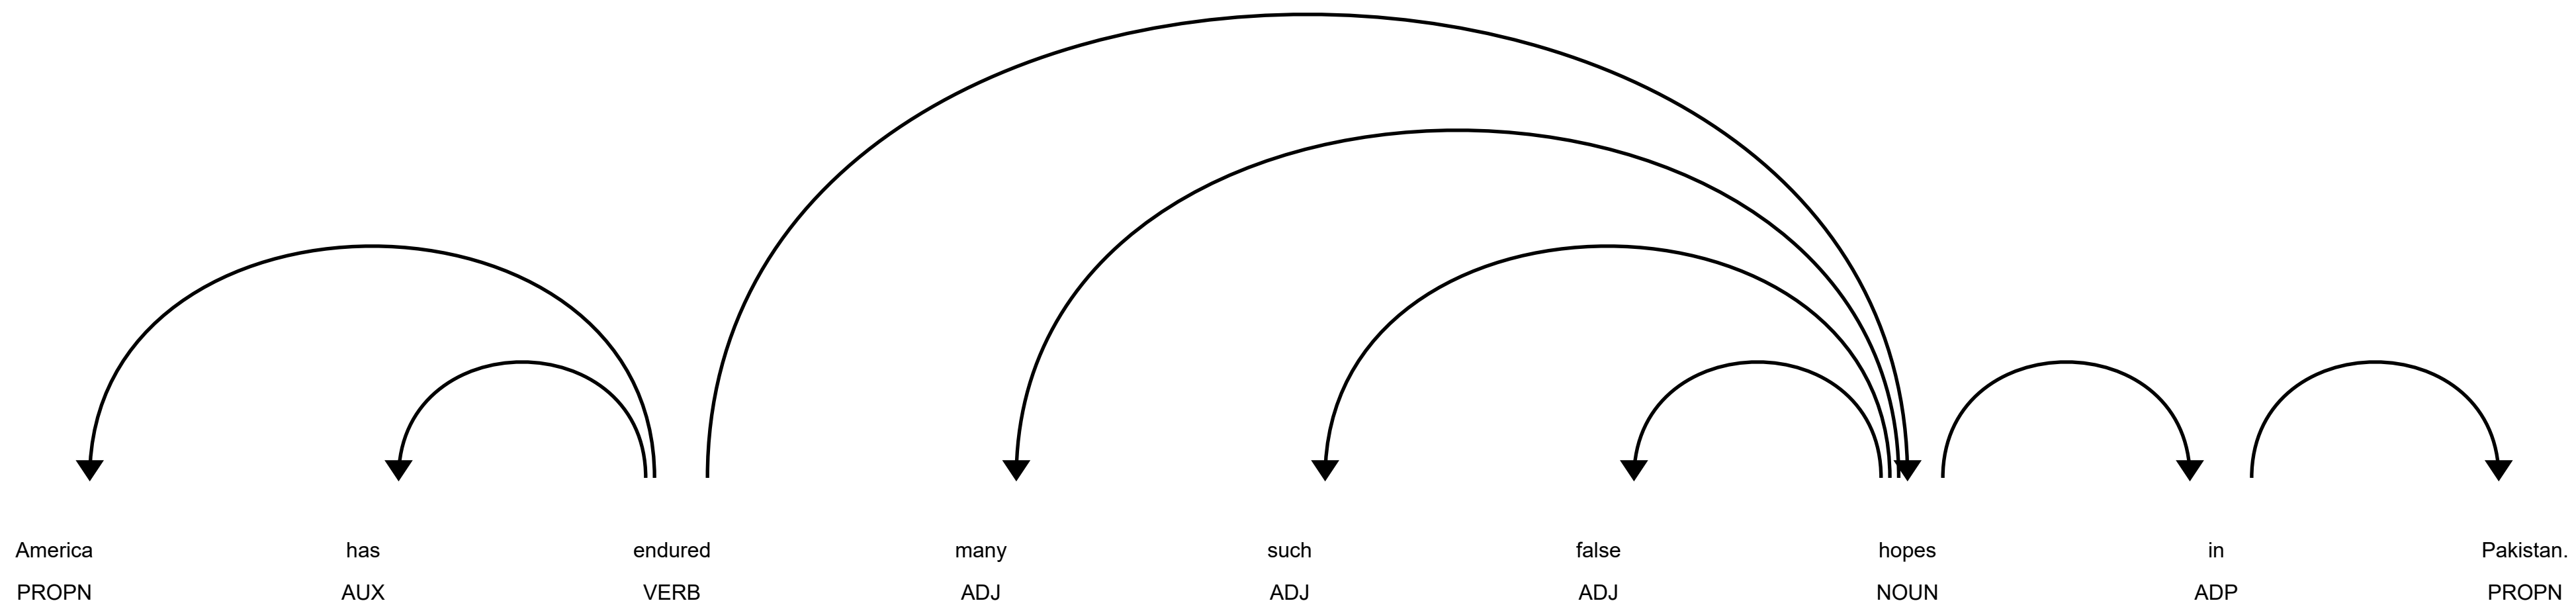 America has endured many such false hopes in Pakistan.
PROPN AUX VERB ADJ ADJ ADJ NOUN ADP PROPN